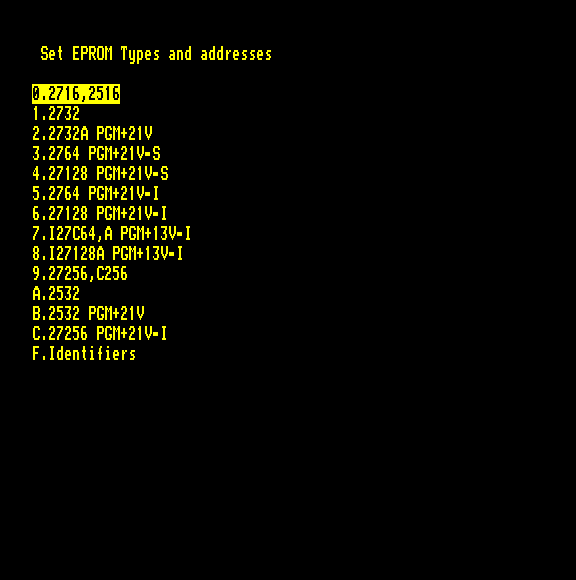 Set EPROM Types and addresses
0.2716,2516
1.2732
2.2732A PGM+21V
3.2764 PGM+21V-S
4.27128 PGM+21V-S
5.2764 PGM+21V-I
6.27128 PGM+21V-I
7.I27C64,A PGM+13V-I
8.I27128A PGM+13V-I
9.27256,C256
A.2532
B.2532 PGM+21V
C.27256 PGM+21V-I
F.Identifiers